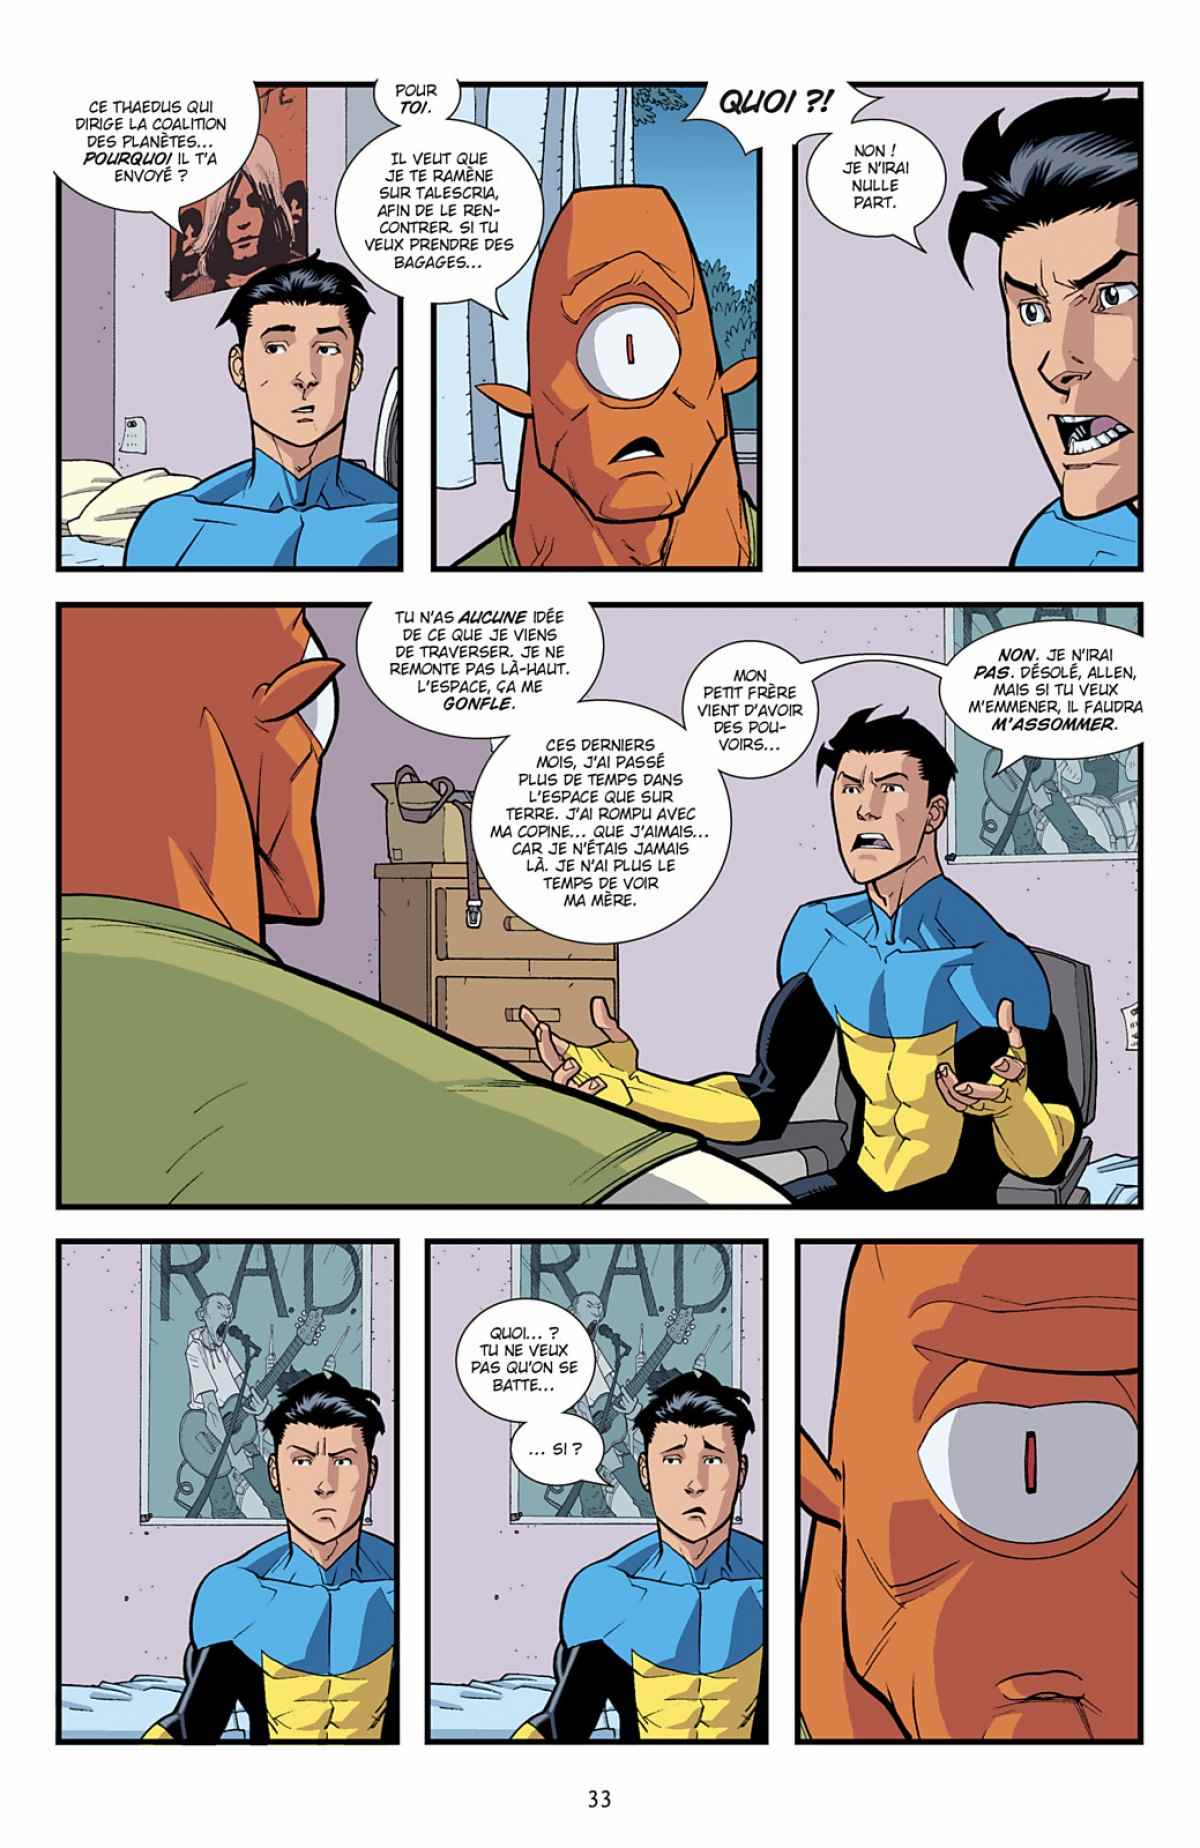 CE THAEDUS QUI
DIRIGE LA COALITION
DES PLANÈTES...
POURQUOI IL T'A
ENVOYÉ ?
POUR
TOI.
IL VEUT QUE
JE TE RAMÈNE
SUR TALESCRIA,
AFIN DE LE REN-
CONTRER. SI TU
VEUX PRENDRE DES
BAGAGES...
QUOI ?!
NON !
JE N'IRAI
NULLE
PART.
TU N'AS AUCUNE IDÉE
DE CE QUE JE VIENS
DE TRAVERSER. JE NE
REMONTE PAS LÀ-HAUT.
L'ESPACE, ÇA ME
GONFLE.
CES DERNIERS
MOIS, J'AI PASSÉ
PLUS DE TEMPS DANS
L'ESPACE QUE SUR
TERRE. J'AI ROMPU AVEC
MA COPINE... QUE J'AIMAIS...
CAR JE N'ÉTAIS JAMAIS
LÀ. JE N'AI PLUS LE
TEMPS DE VOIR
MA MÈRE.
MON
PETIT FRÈRE
VIENT D'AVOIR
DES POU-
VOIRS...
NON. JE N'IRAI
PAS. DÉSOLÉ, ALLEN,
MAIS SI TU VEUX
M'EMMENER, IL FAUDRA
M'ASSOMMER.
R.A.D.
R.A.D.
QUOI... ?
TU NE VEUX
PAS QU'ON SE
BATTE...
... SI ?
33